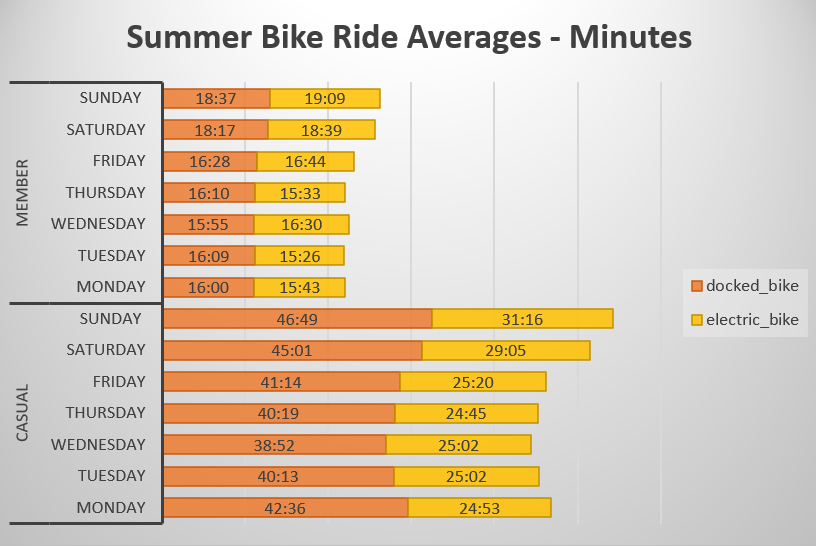 Summer Bike Ride Averages - Minutes
MEMBER
SUNDAY 18:37 19:09
SATURDAY 18:17 18:39
FRIDAY 16:28 16:44
THURSDAY 16:10 15:33
WEDNESDAY 15:55 16:30
TUESDAY 16:09 15:26
MONDAY 16:00 15:43
CASUAL
SUNDAY 46:49 31:16
SATURDAY 45:01 29:05
FRIDAY 41:14 25:20
THURSDAY 40:19 24:45
WEDNESDAY 38:52 25:02
TUESDAY 40:13 25:02
MONDAY 42:36 24:53
docked_bike
electric_bike